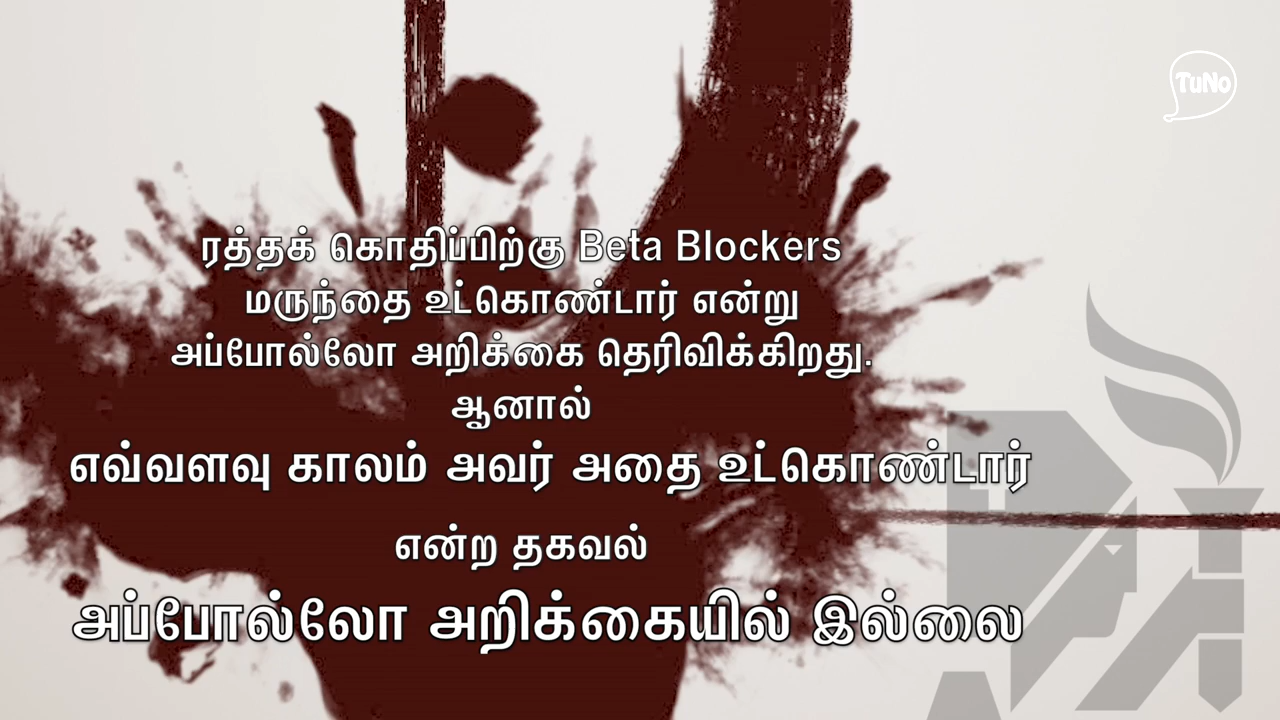 TuNo
ரத்தக் கொதிப்பிற்கு Beta Blockers
மருந்தை உட்கொண்டார் என்று
அப்போல்லோ அறிக்கை தெரிவிக்கிறது.
ஆனால்
எவ்வளவு காலம் அவர் அதை உட்கொண்டார்
என்ற தகவல்
அப்போல்லோ அறிக்கையில் இல்லை